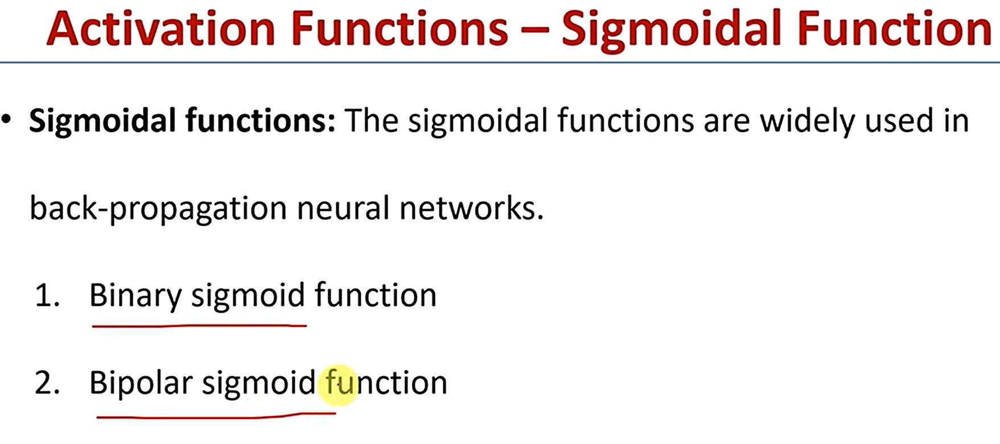 Activation Functions – Sigmoidal Function
• Sigmoidal functions: The sigmoidal functions are widely used in
back-propagation neural networks.
1. Binary sigmoid function
2. Bipolar sigmoid function